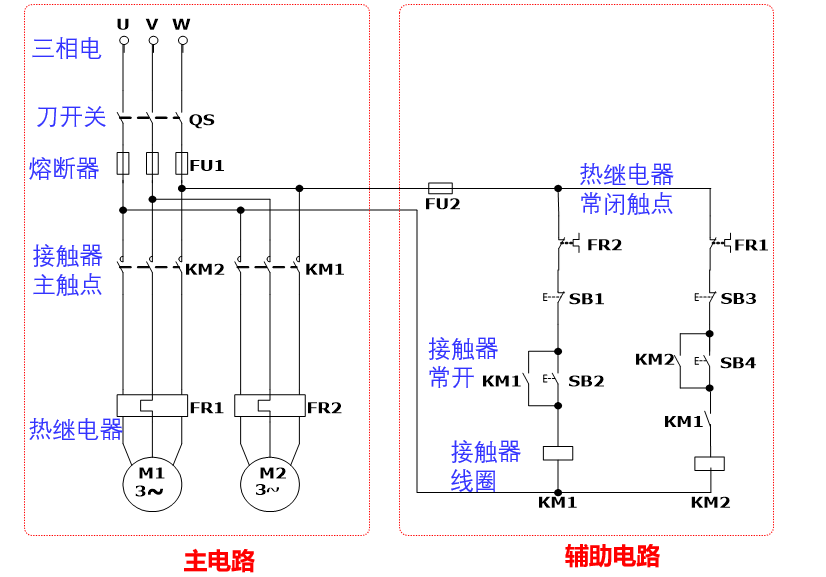 U V W
三相电
刀开关
QS
熔断器
FU1
FU2
热继电器
常闭触点
接触器
主触点
KM2
KM1
FR2
FR1
SB1
SB3
接触器
常开
KM1
SB2
KM2
SB4
KM1
热继电器
FR1
FR2
接触器
线圈
M1
3~
M2
3~
KM1
KM2
主电路
辅助电路